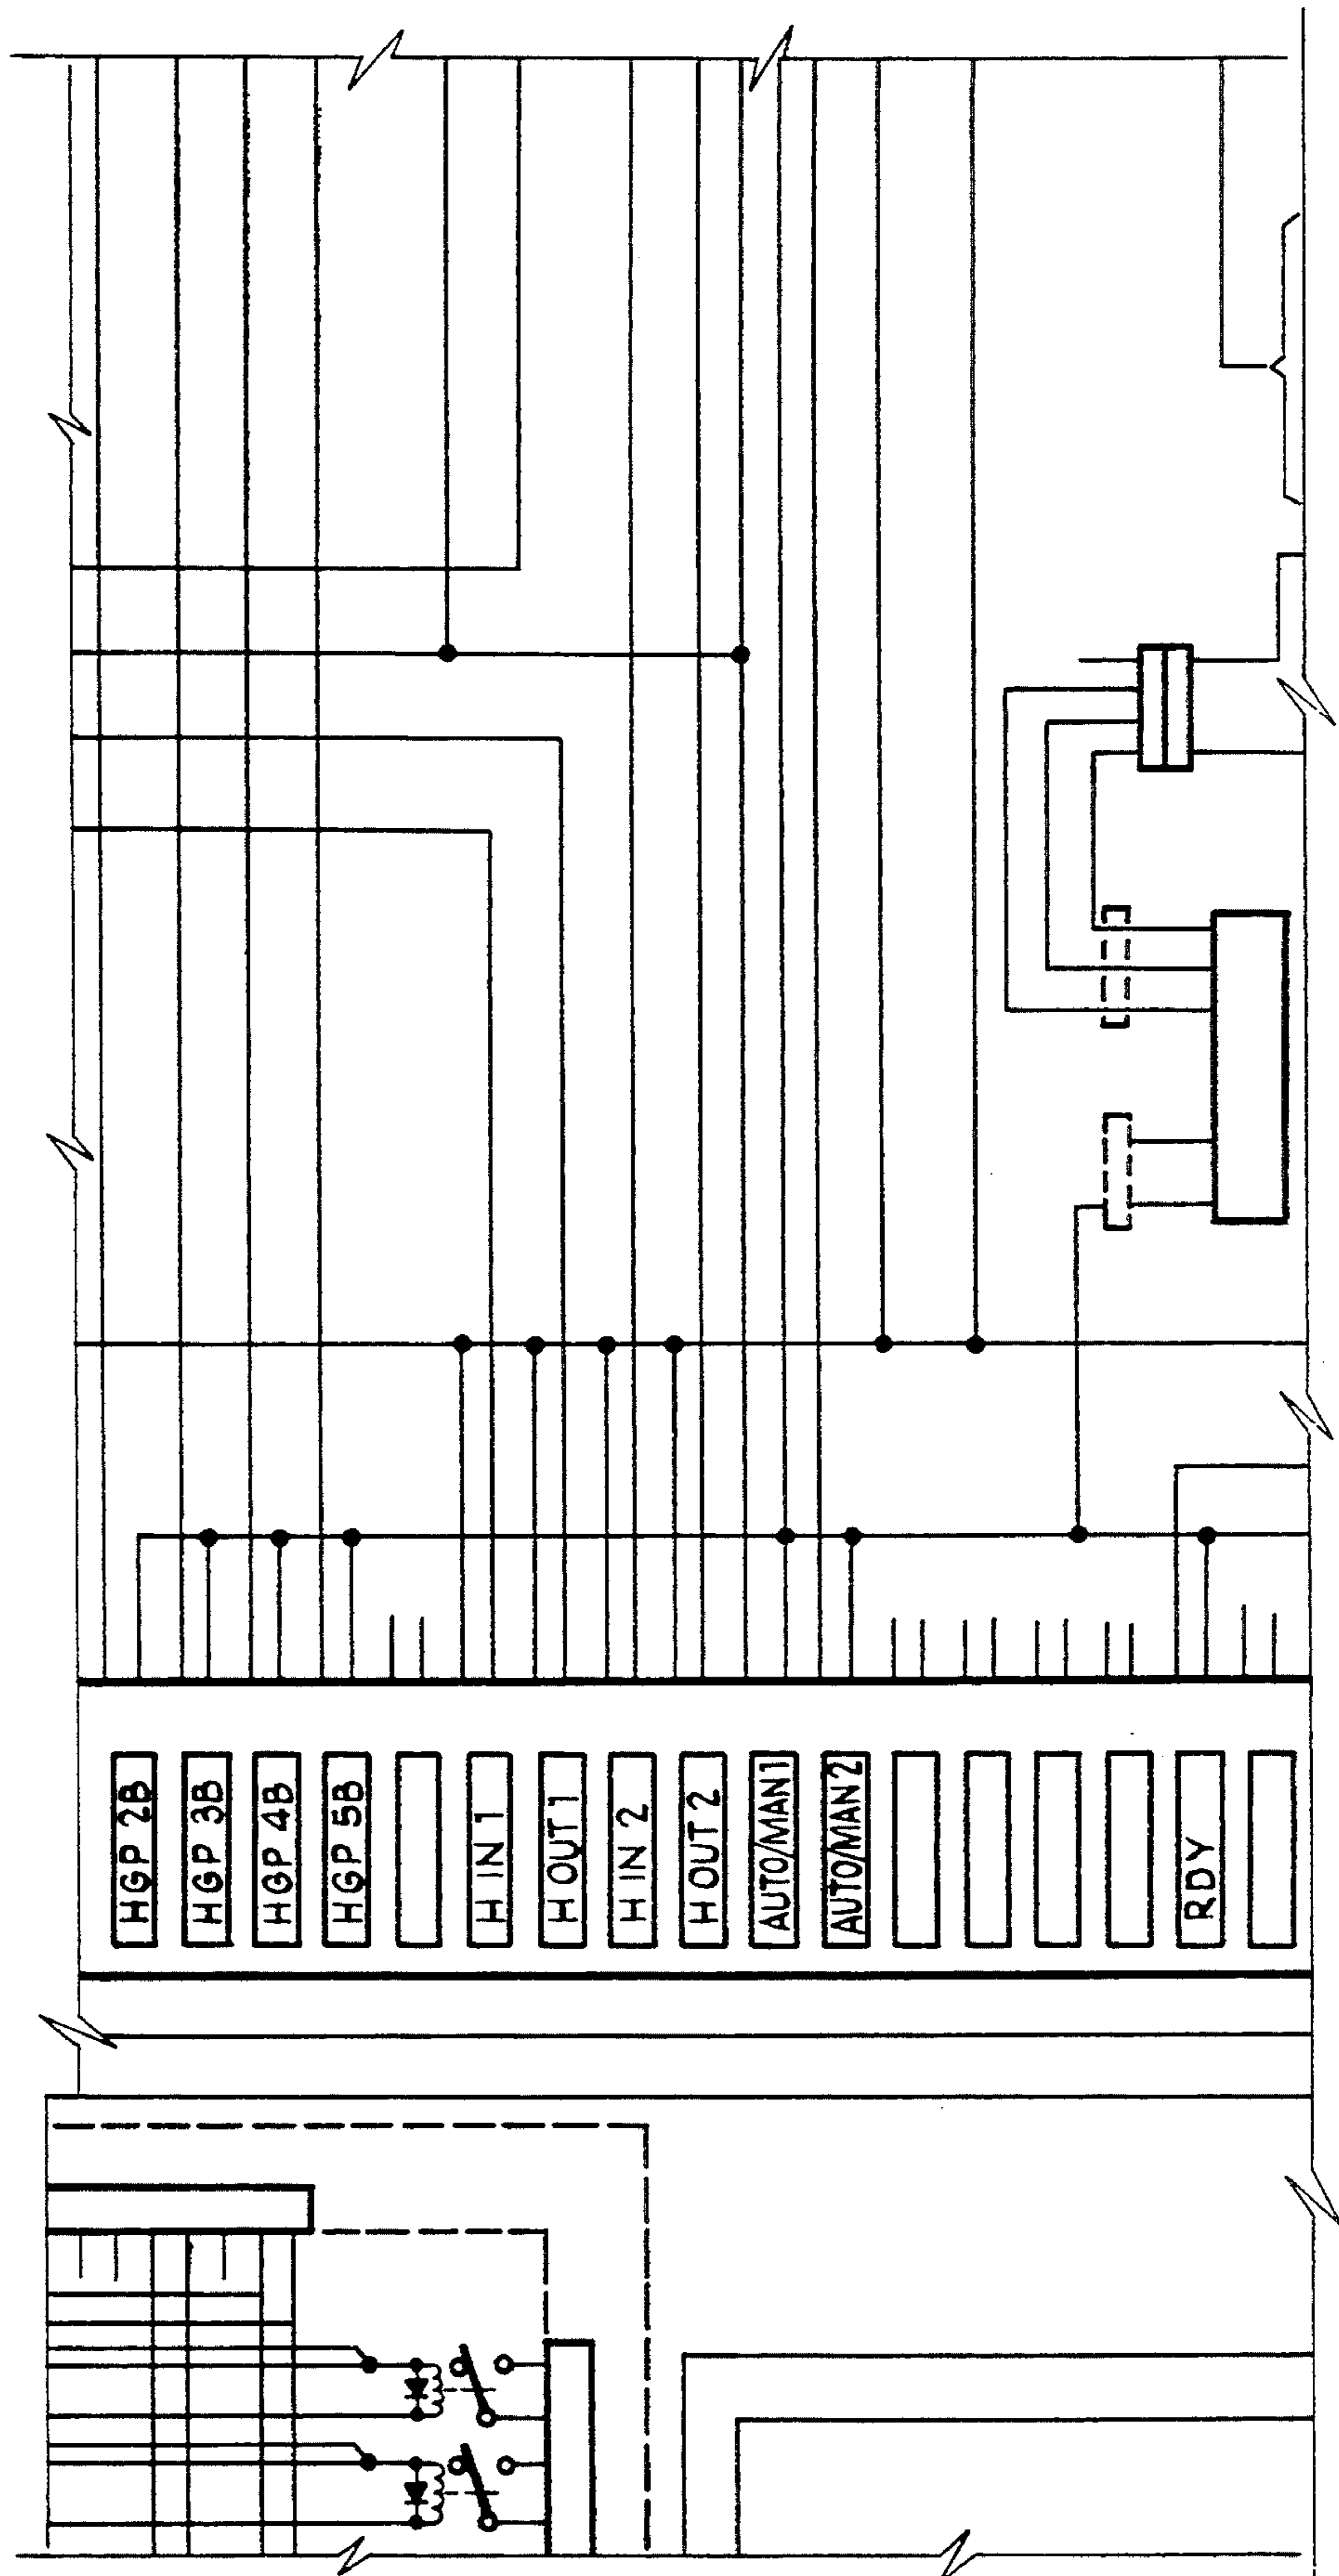 HGP 2B
HGP 3B
HGP 4B
HGP 5B
H IN 1
H OUT 1
H IN 2
H OUT 2
AUTO/MAN 1
AUTO/MAN 2
RDY